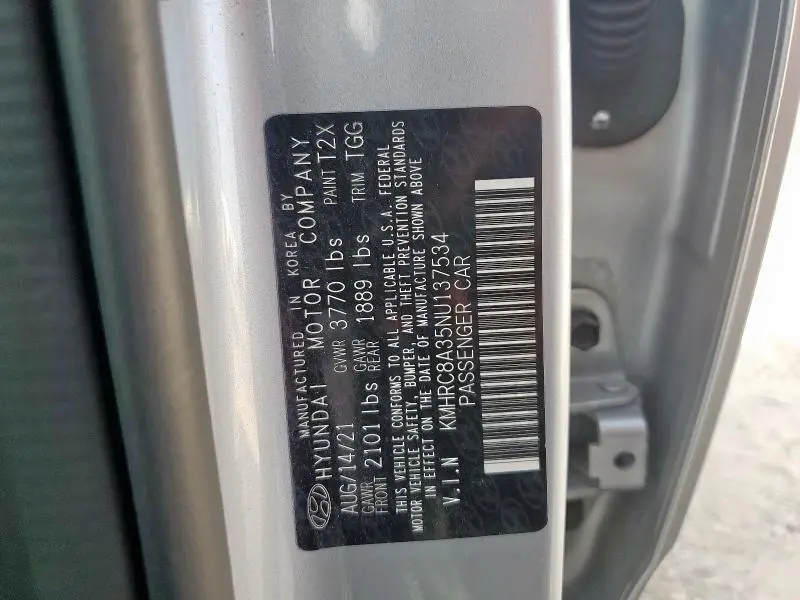 MANUFACTURED IN KOREA BY
HYUNDAI MOTOR COMPANY
AUG/14/21 GVWR 3770 lbs PAINT T2X
GAWR FRONT 2101 lbs GAWR REAR 1889 lbs TRIM TGG
THIS VEHICLE CONFORMS TO ALL APPLICABLE U.S.A. FEDERAL
MOTOR VEHICLE SAFETY, BUMPER, AND THEFT PREVENTION STANDARDS
IN EFFECT ON THE DATE OF MANUFACTURE SHOWN ABOVE
V.I.N KMHRC8A35NU137534
PASSENGER CAR